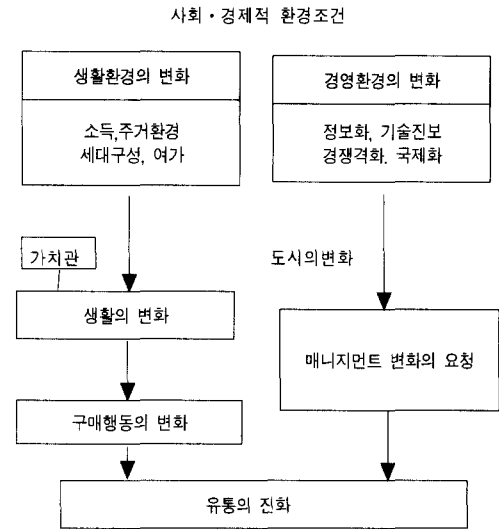 사회・경제적 환경조건
생활환경의 변화
소득,주거환경
세대구성, 여가
경영환경의 변화
정보화, 기술진보
경쟁격화, 국제화
가치관
도시의변화
생활의 변화
매니지먼트 변화의 요청
구매행동의 변화
유통의 진화